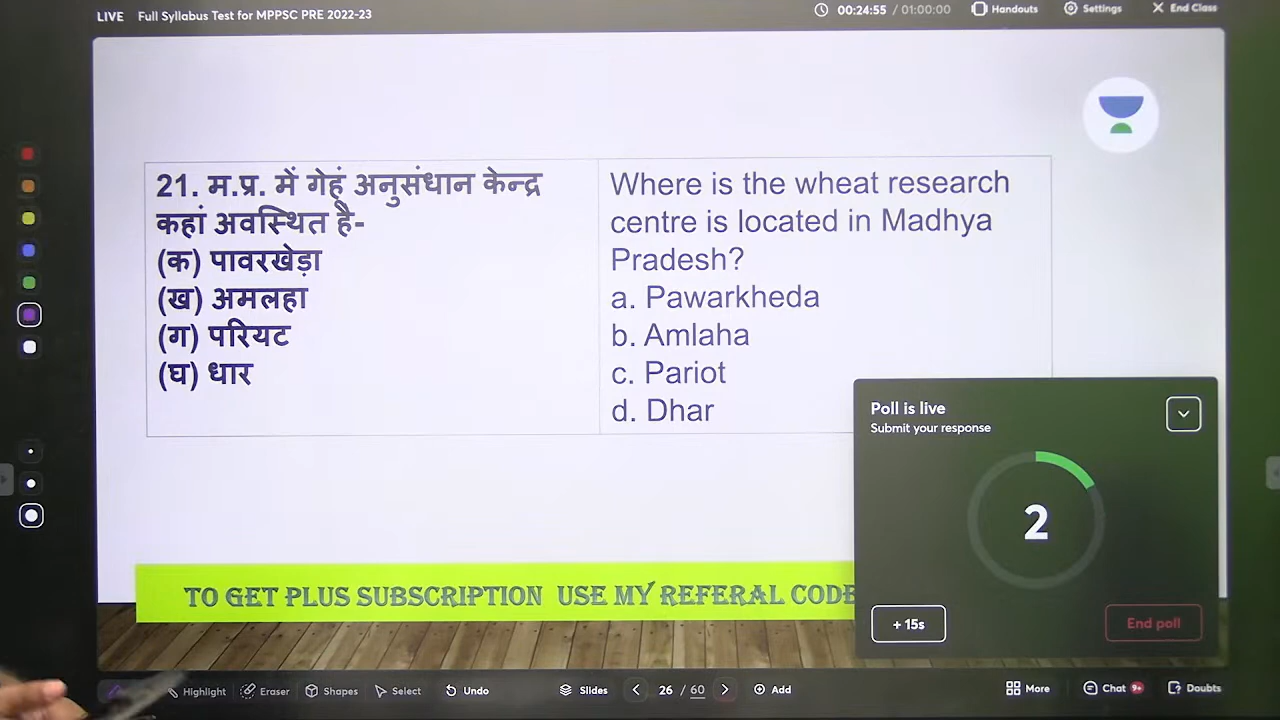 LIVE Full Syllabus Test for MPPSC PRE 2022-23
00:24:55 / 01:00:00 Handouts Settings End Class
21. म.प्र. में गेहूं अनुसंधान केन्द्र
कहां अवस्थित है-
(क) पावरखेड़ा
(ख) अमलहा
(ग) परियट
(घ) धार
Where is the wheat research
centre is located in Madhya
Pradesh?
a. Pawarkheda
b. Amlaha
c. Pariot
d. Dhar
Poll is live
Submit your response
2
+ 15s End poll
TO GET PLUS SUBSCRIPTION USE MY REFERAL CODE
Highlight Eraser Shapes Select Undo Slides 26 / 60 Add More Chat 9+ Doubts